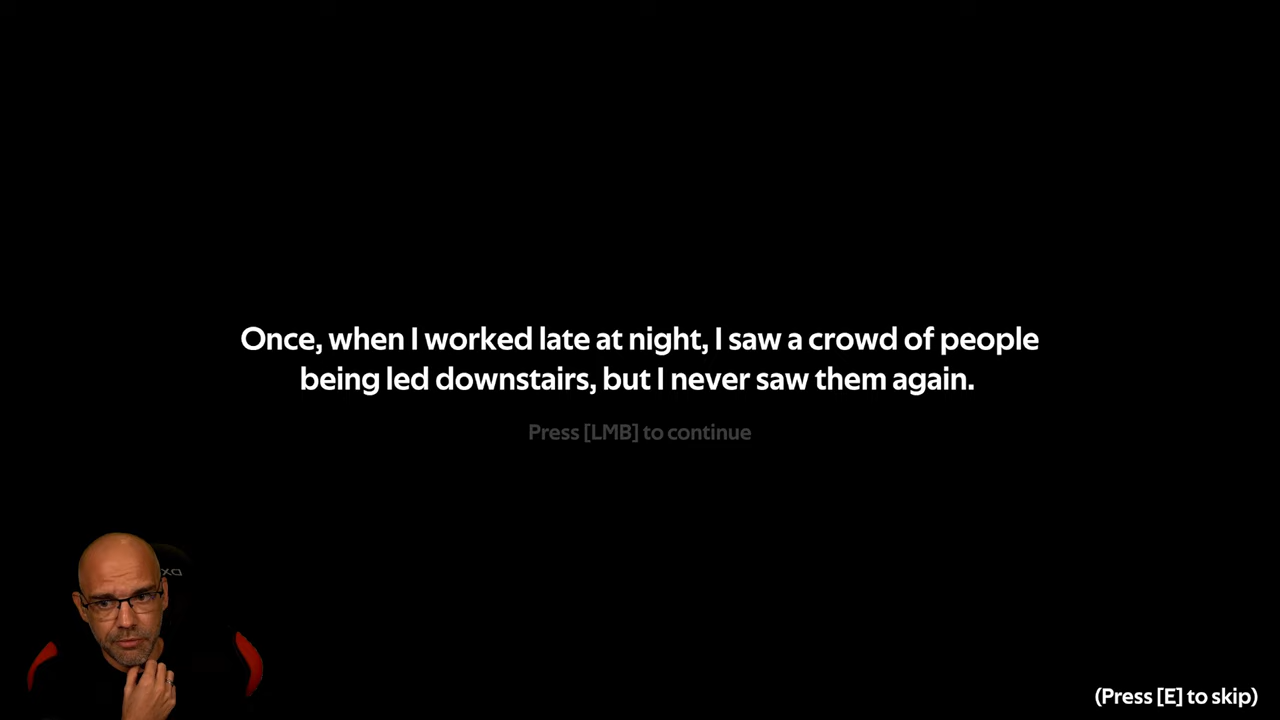 Once, when I worked late at night, I saw a crowd of people
being led downstairs, but I never saw them again.
Press [LMB] to continue
(Press [E] to skip)